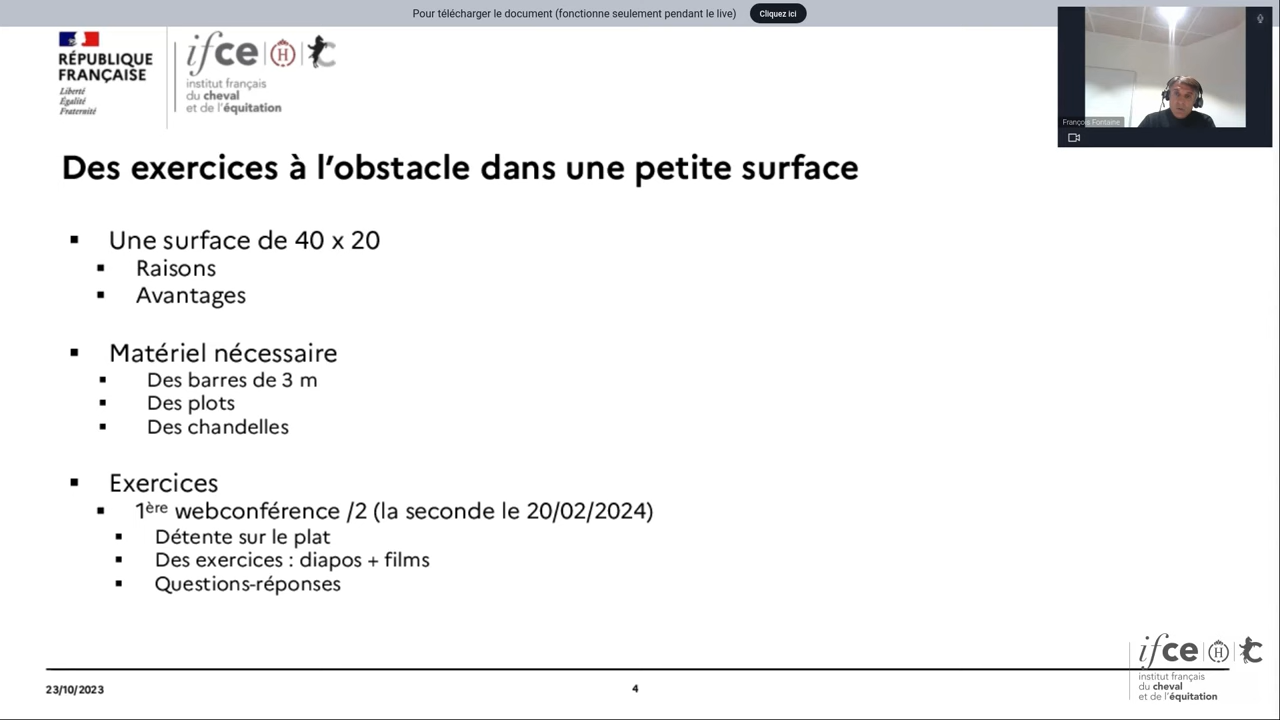 Pour télécharger le document (fonctionne seulement pendant le live)
Cliquez ici
RÉPUBLIQUE
FRANÇAISE
Liberté
Égalité
Fraternité
ifce H
institut français
du cheval
et de l'équitation
François Fontaine
Des exercices à l'obstacle dans une petite surface
▪ Une surface de 40 x 20
▪ Raisons
▪ Avantages
▪ Matériel nécessaire
▪ Des barres de 3 m
▪ Des plots
▪ Des chandelles
▪ Exercices
▪ 1ère webconférence /2 (la seconde le 20/02/2024)
▪ Détente sur le plat
▪ Des exercices : diapos + films
▪ Questions-réponses
23/10/2023
4
ifce H
institut français
du cheval
et de l'équitation